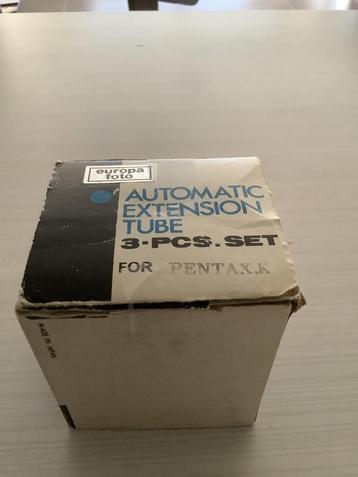 europa
foto
AUTOMATIC
EXTENSION
TUBE
3-PCS. SET
FOR PENTAX.K
MADE IN JAPAN